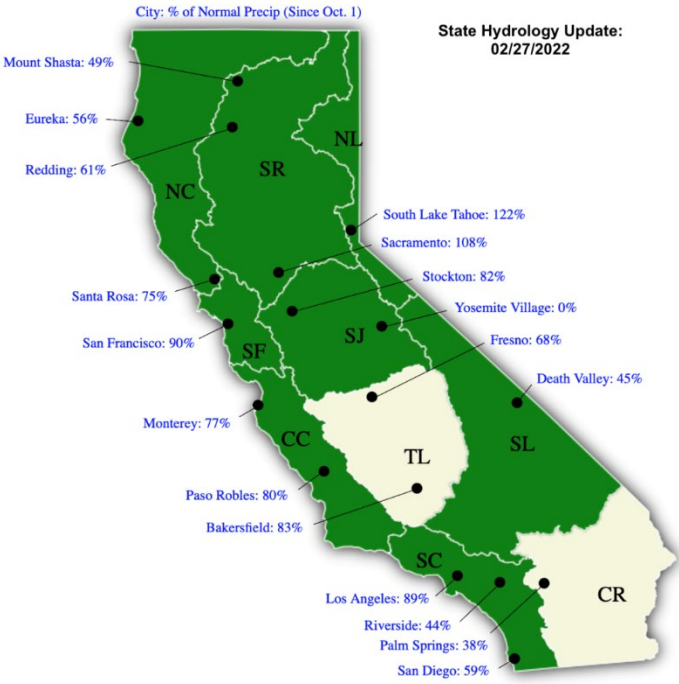 City: % of Normal Precip (Since Oct. 1)
State Hydrology Update:
02/27/2022
Mount Shasta: 49%
Eureka: 56%
NL
Redding: 61%
SR
NC
South Lake Tahoe: 122%
Sacramento: 108%
Stockton: 82%
Santa Rosa: 75%
Yosemite Village: 0%
San Francisco: 90%
SJ
Fresno: 68%
SF
Death Valley: 45%
Monterey: 77%
CC
SL
TL
Paso Robles: 80%
Bakersfield: 83%
SC
Los Angeles: 89%
CR
Riverside: 44%
Palm Springs: 38%
San Diego: 59%